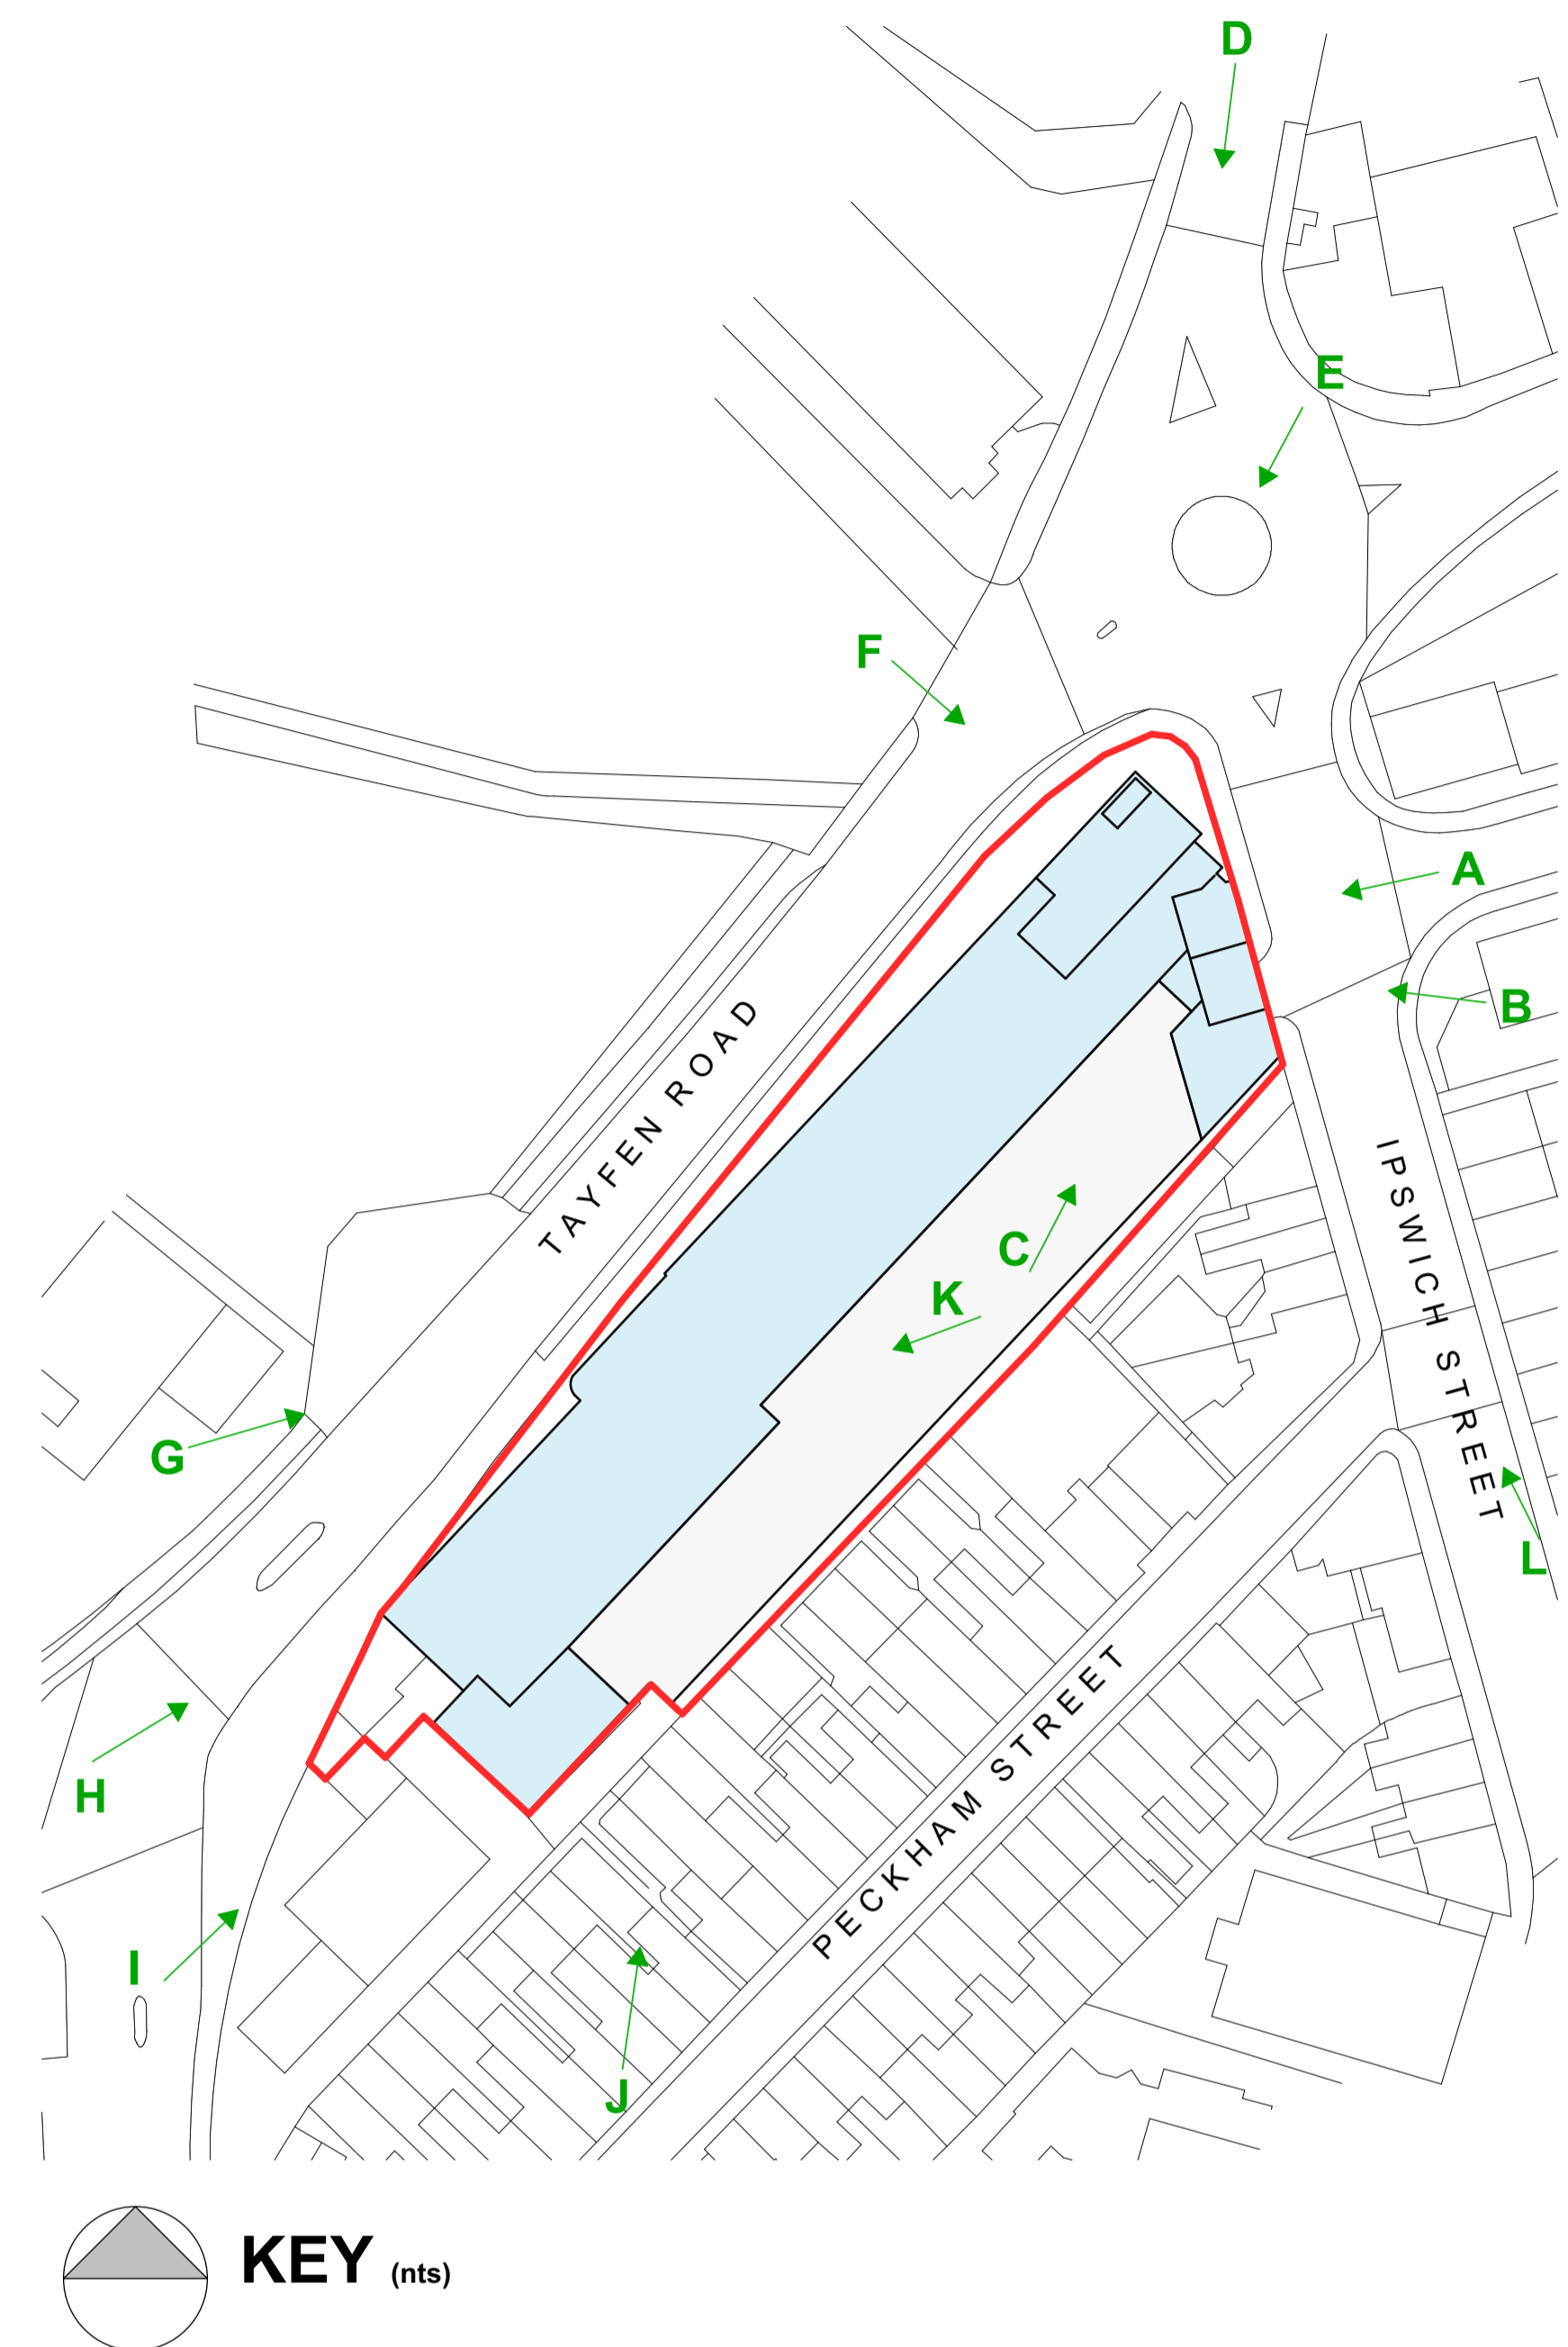 D
E
F
A
B
TAYFEN ROAD
IPSWICH STREET
C
K
G
L
H
PECKHAM STREET
I
J
KEY (nts)